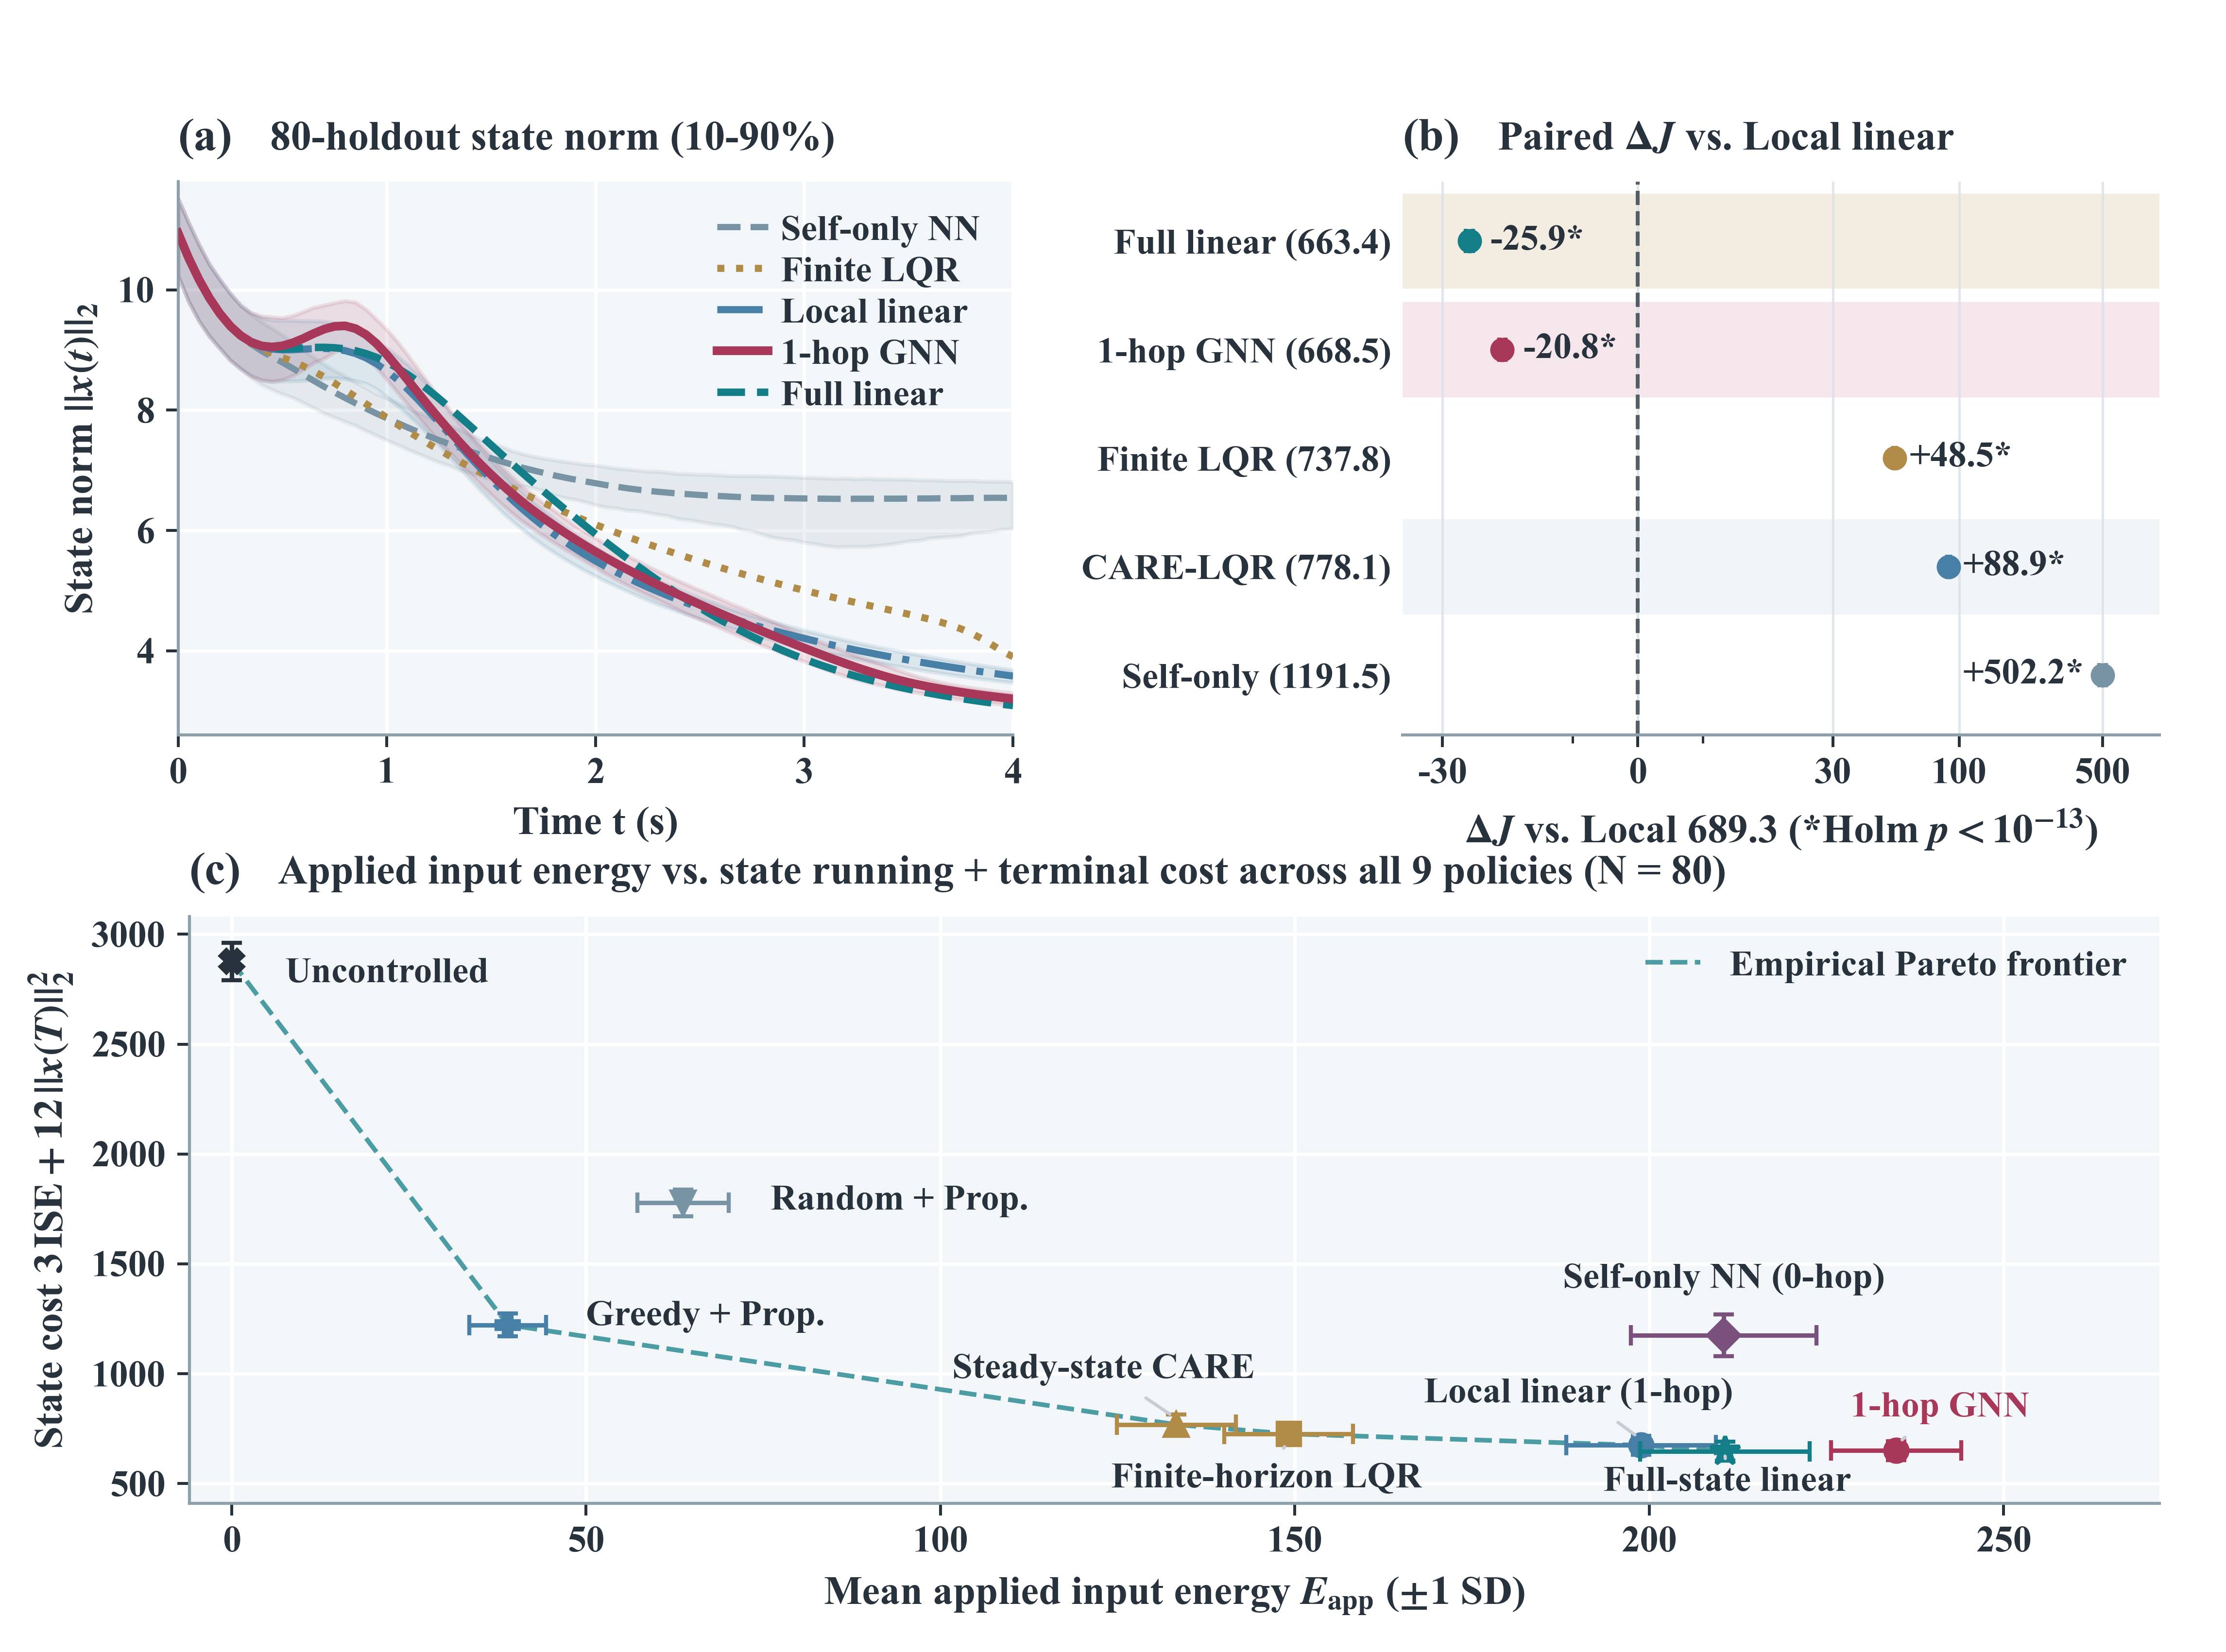 (a) 80-holdout state norm (10-90%)
State norm ||x(t)||₂
10
8
6
4
0 1 2 3 4
Time t (s)
Self-only NN
Finite LQR
Local linear
1-hop GNN
Full linear
(b) Paired ΔJ vs. Local linear
Full linear (663.4)
-25.9*
1-hop GNN (668.5)
-20.8*
Finite LQR (737.8)
+48.5*
CARE-LQR (778.1)
+88.9*
Self-only (1191.5)
+502.2*
-30 0 30 100 500
ΔJ vs. Local 689.3 (*Holm p < 10⁻¹³)
(c) Applied input energy vs. state running + terminal cost across all 9 policies (N = 80)
State cost 3 ISE + 12||x(T)||₂²
3000
2500
2000
1500
1000
500
Uncontrolled
Empirical Pareto frontier
Random + Prop.
Self-only NN (0-hop)
Greedy + Prop.
Steady-state CARE
Local linear (1-hop)
1-hop GNN
Finite-horizon LQR
Full-state linear
0 50 100 150 200 250
Mean applied input energy E_app (±1 SD)